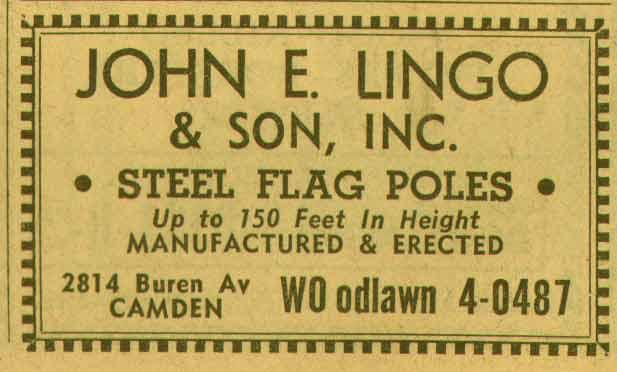 JOHN E. LINGO
& SON, INC.
• STEEL FLAG POLES •
Up to 150 Feet In Height
MANUFACTURED & ERECTED
2814 Buren Av
CAMDEN
WO odlawn 4-0487